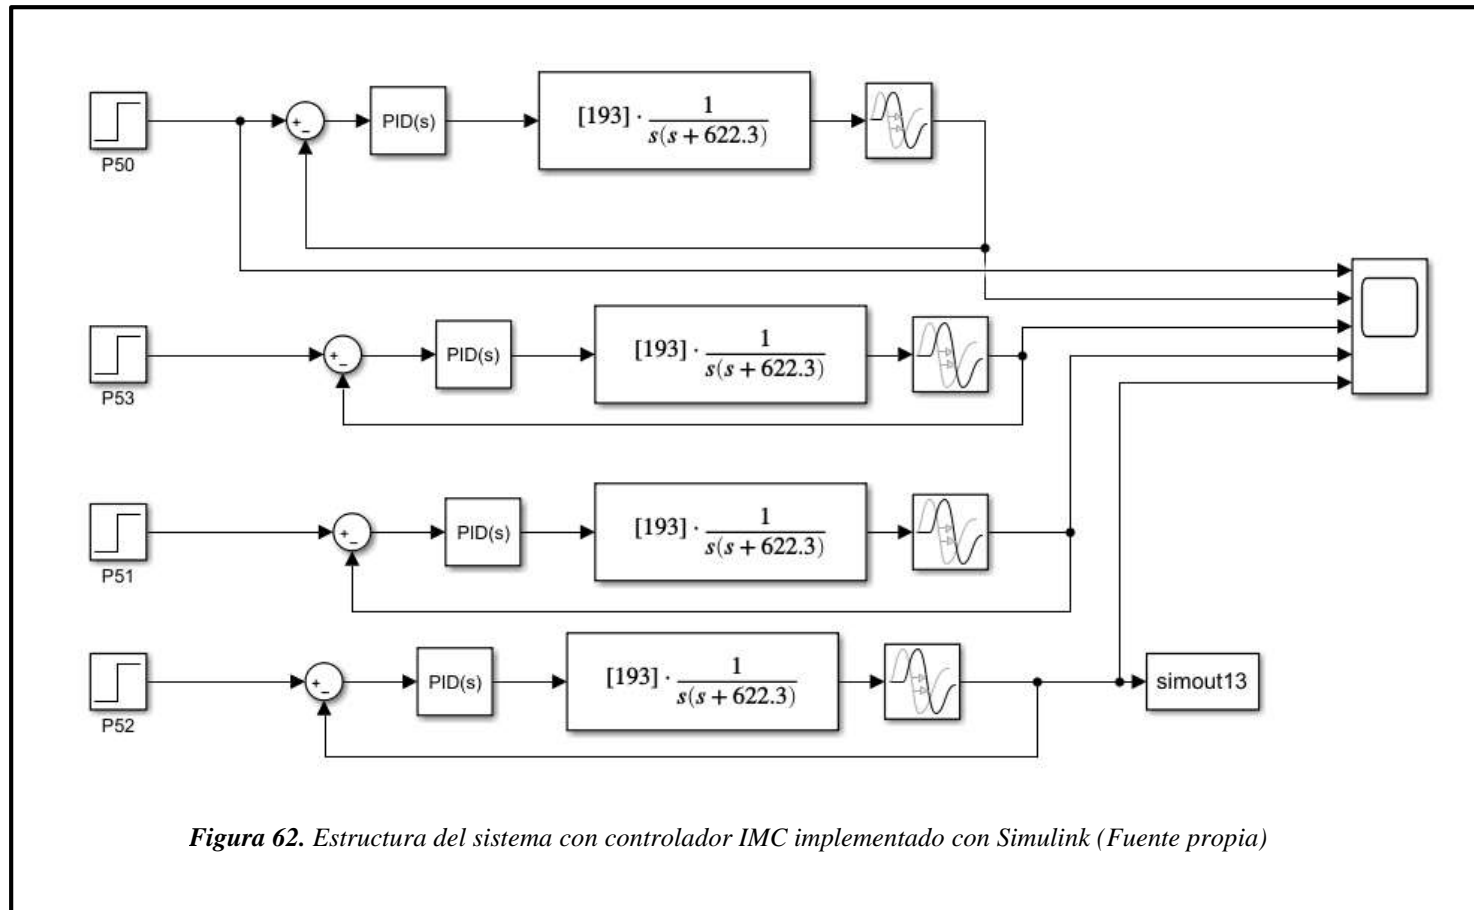 + -
PID(s)
[193] · 1 / s(s + 622.3)
P50
+ -
PID(s)
[193] · 1 / s(s + 622.3)
P53
+ -
PID(s)
[193] · 1 / s(s + 622.3)
P51
+ -
PID(s)
[193] · 1 / s(s + 622.3)
simout13
P52
Figura 62. Estructura del sistema con controlador IMC implementado con Simulink (Fuente propia)